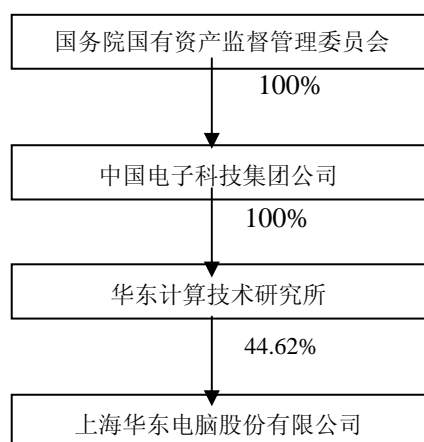 国务院国有资产监督管理委员会
100%
中国电子科技集团公司
100%
华东计算技术研究所
44.62%
上海华东电脑股份有限公司